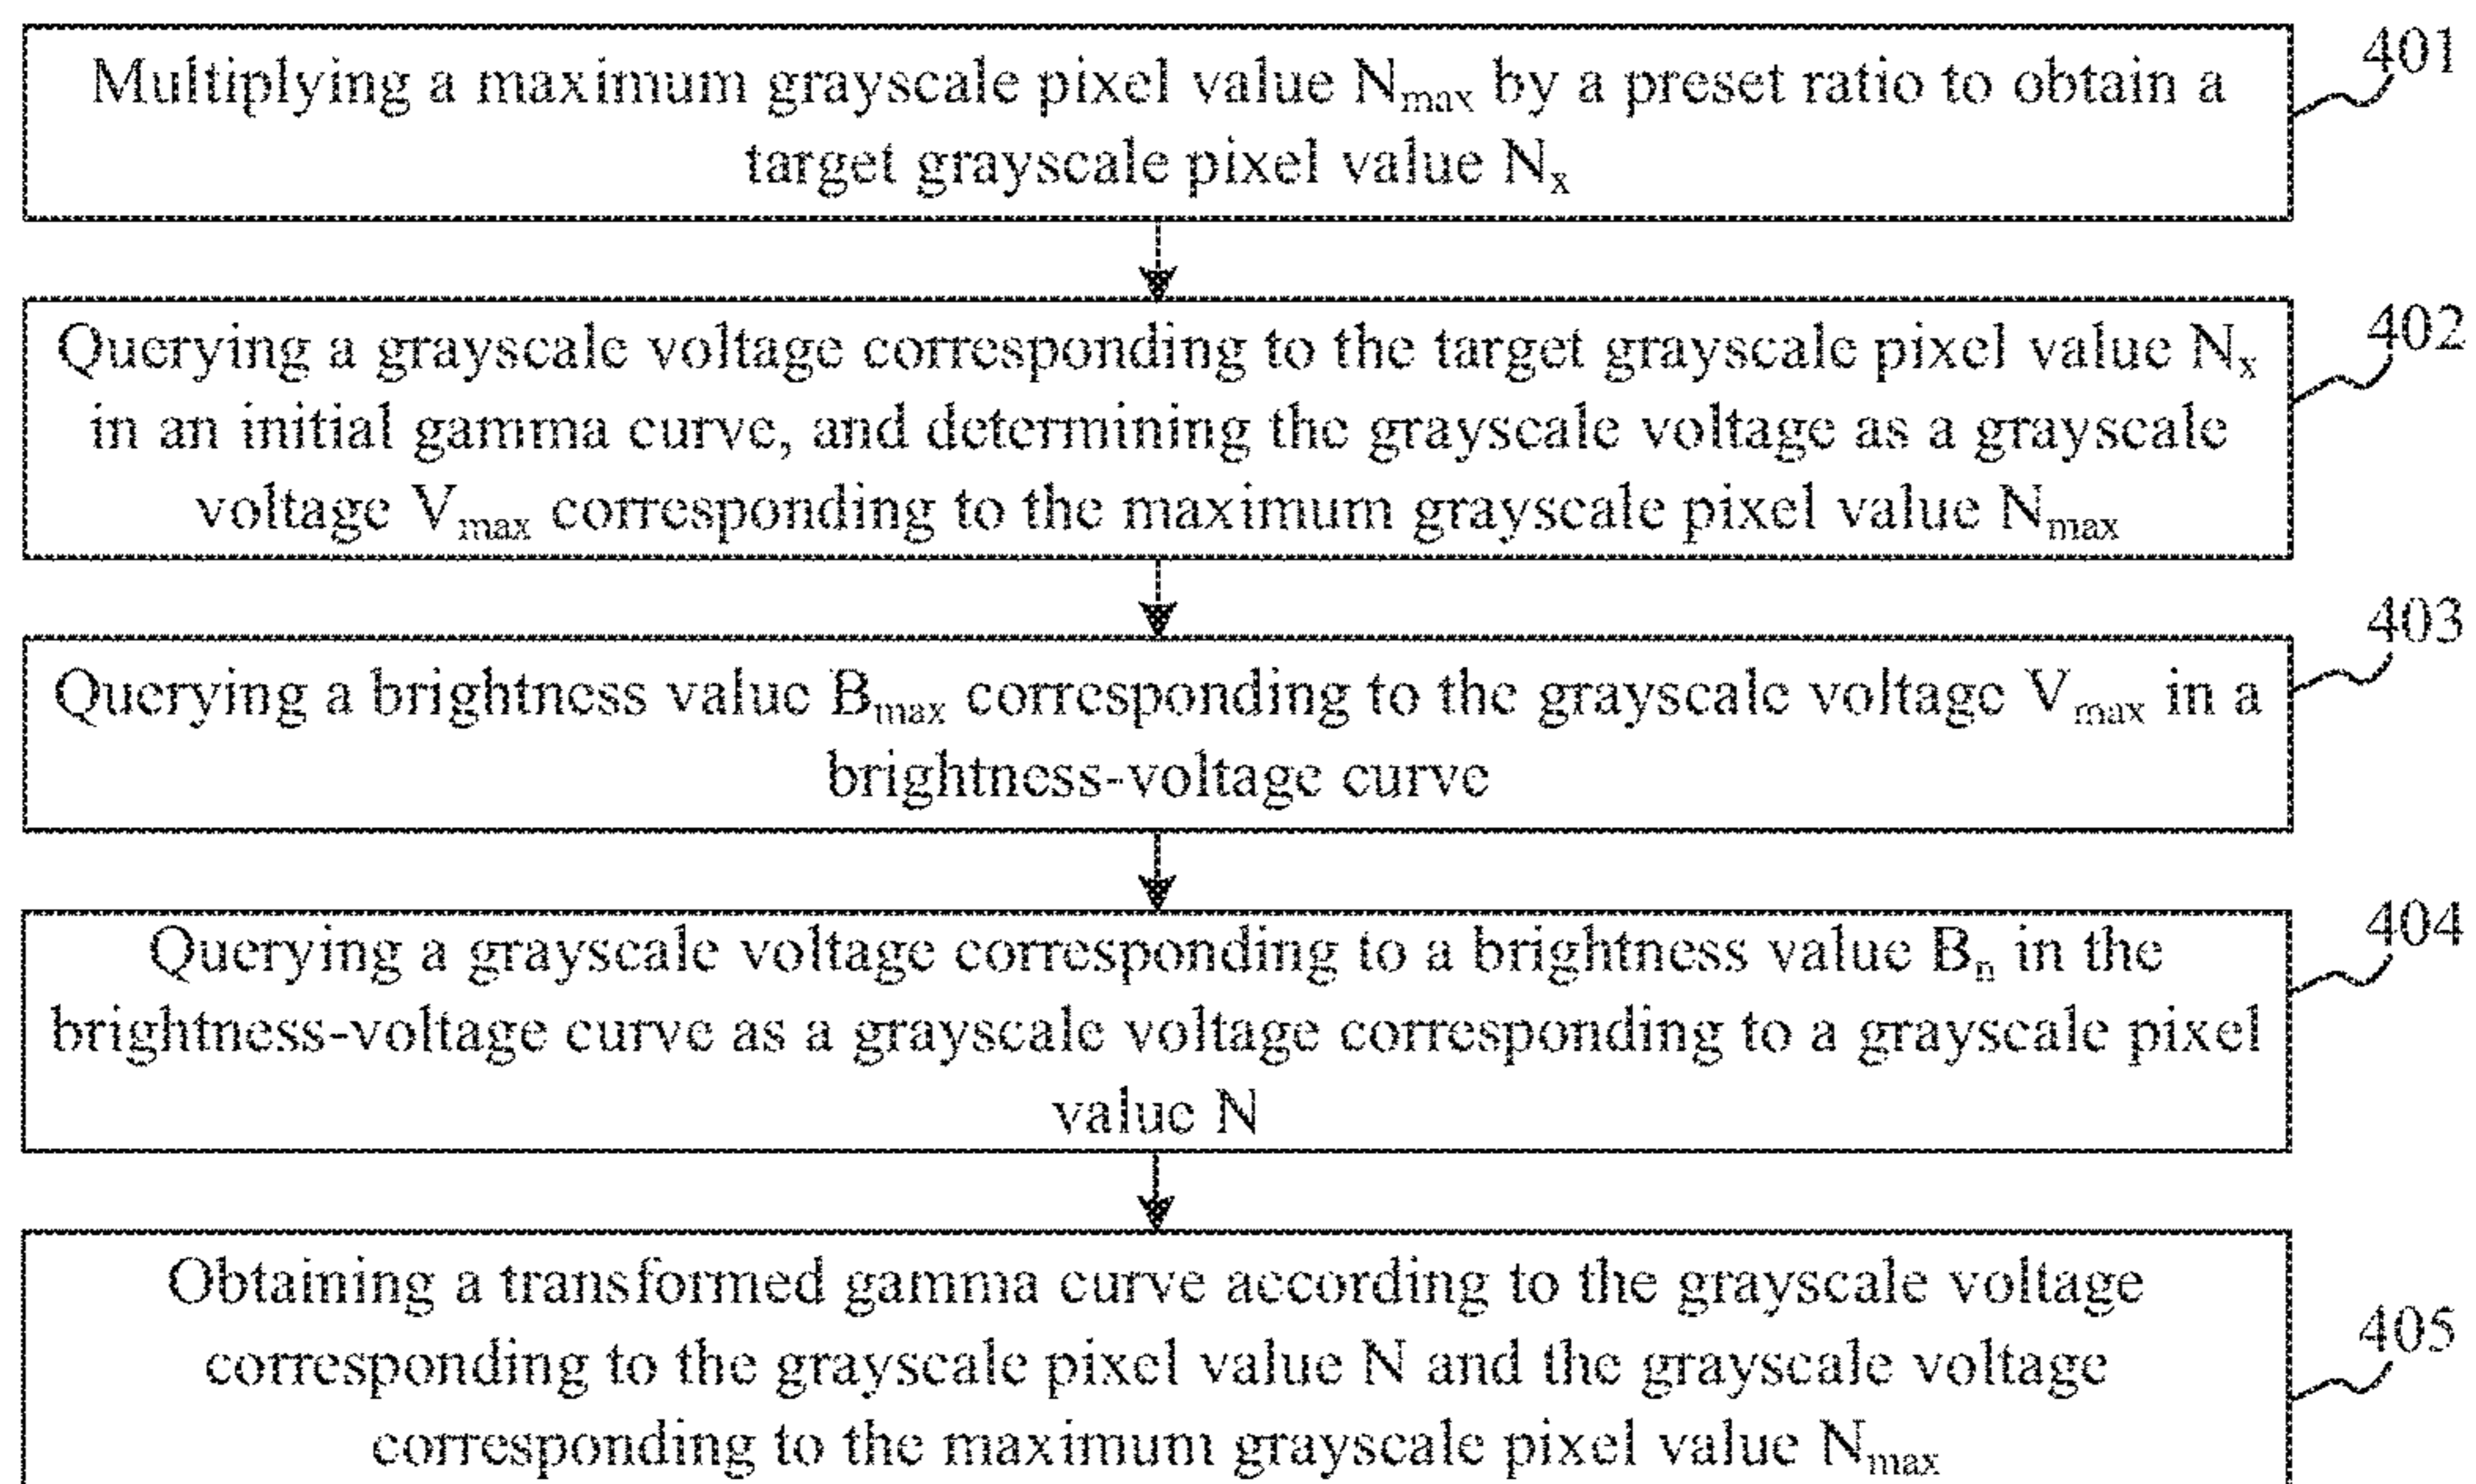 Multiplying a maximum grayscale pixel value Nmax by a preset ratio to obtain a
target grayscale pixel value Nx
401
Querying a grayscale voltage corresponding to the target grayscale pixel value Nx
in an initial gamma curve, and determining the grayscale voltage as a grayscale
voltage Vmax corresponding to the maximum grayscale pixel value Nmax
402
Querying a brightness value Bmax corresponding to the grayscale voltage Vmax in a
brightness-voltage curve
403
Querying a grayscale voltage corresponding to a brightness value Bn in the
brightness-voltage curve as a grayscale voltage corresponding to a grayscale pixel
value N
404
Obtaining a transformed gamma curve according to the grayscale voltage
corresponding to the grayscale pixel value N and the grayscale voltage
corresponding to the maximum grayscale pixel value Nmax
405